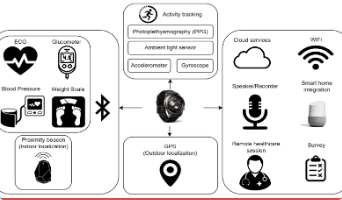 Activity tracking
Photoplethysmography (PPG)
Ambient light sensor
Accelerometer
Gyroscope
ECG
Glucometer
Blood Pressure
Weight Scale
Proximity beacon
(Indoor localization)
GPS
(Outdoor localization)
Cloud services
WiFi
Speaker/Recorder
Smart home
integration
Remote healthcare
session
Survey